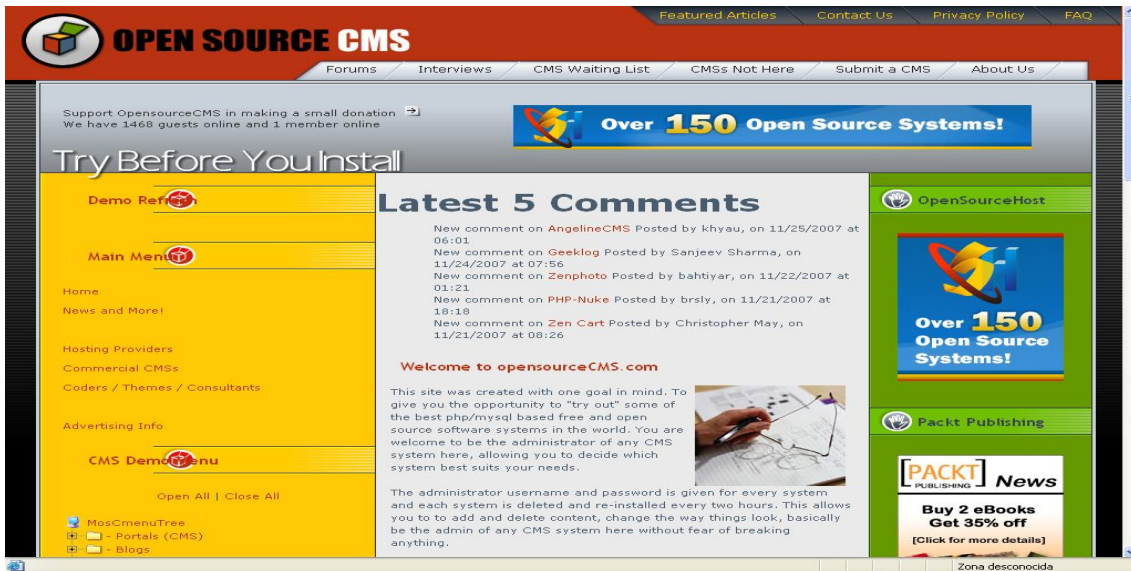 Featured Articles Contact Us Privacy Policy FAQ
OPEN SOURCE CMS
Forums Interviews CMS Waiting List CMSs Not Here Submit a CMS About Us
Support OpensourceCMS in making a small donation
We have 1468 guests online and 1 member online
Over 150 Open Source Systems!
Try Before You Install
Demo Refresh
Main Menu
Home
News and More!
Hosting Providers
Commercial CMSs
Coders / Themes / Consultants
Advertising Info
CMS Demo Menu
Open All | Close All
MosCmenuTree
- Portals (CMS)
- Blogs
Latest 5 Comments
New comment on AngelineCMS Posted by khyau, on 11/25/2007 at
06:01
New comment on Geeklog Posted by Sanjeev Sharma, on
11/24/2007 at 07:56
New comment on Zenphoto Posted by bahtiyar, on 11/22/2007 at
01:21
New comment on PHP-Nuke Posted by brsly, on 11/21/2007 at
18:18
New comment on Zen Cart Posted by Christopher May, on
11/21/2007 at 08:26
Welcome to opensourceCMS.com
This site was created with one goal in mind. To
give you the opportunity to "try out" some of
the best php/mysql based free and open
source software systems in the world. You are
welcome to be the administrator of any CMS
system here, allowing you to decide which
system best suits your needs.
The administrator username and password is given for every system
and each system is deleted and re-installed every two hours. This allows
you to to add and delete content, change the way things look, basically
be the admin of any CMS system here without fear of breaking
anything.
OpenSourceHost
Over 150
Open Source
Systems!
Packt Publishing
PACKT
PUBLISHING News
Buy 2 eBooks
Get 35% off
[Click for more details]
Zona desconocida